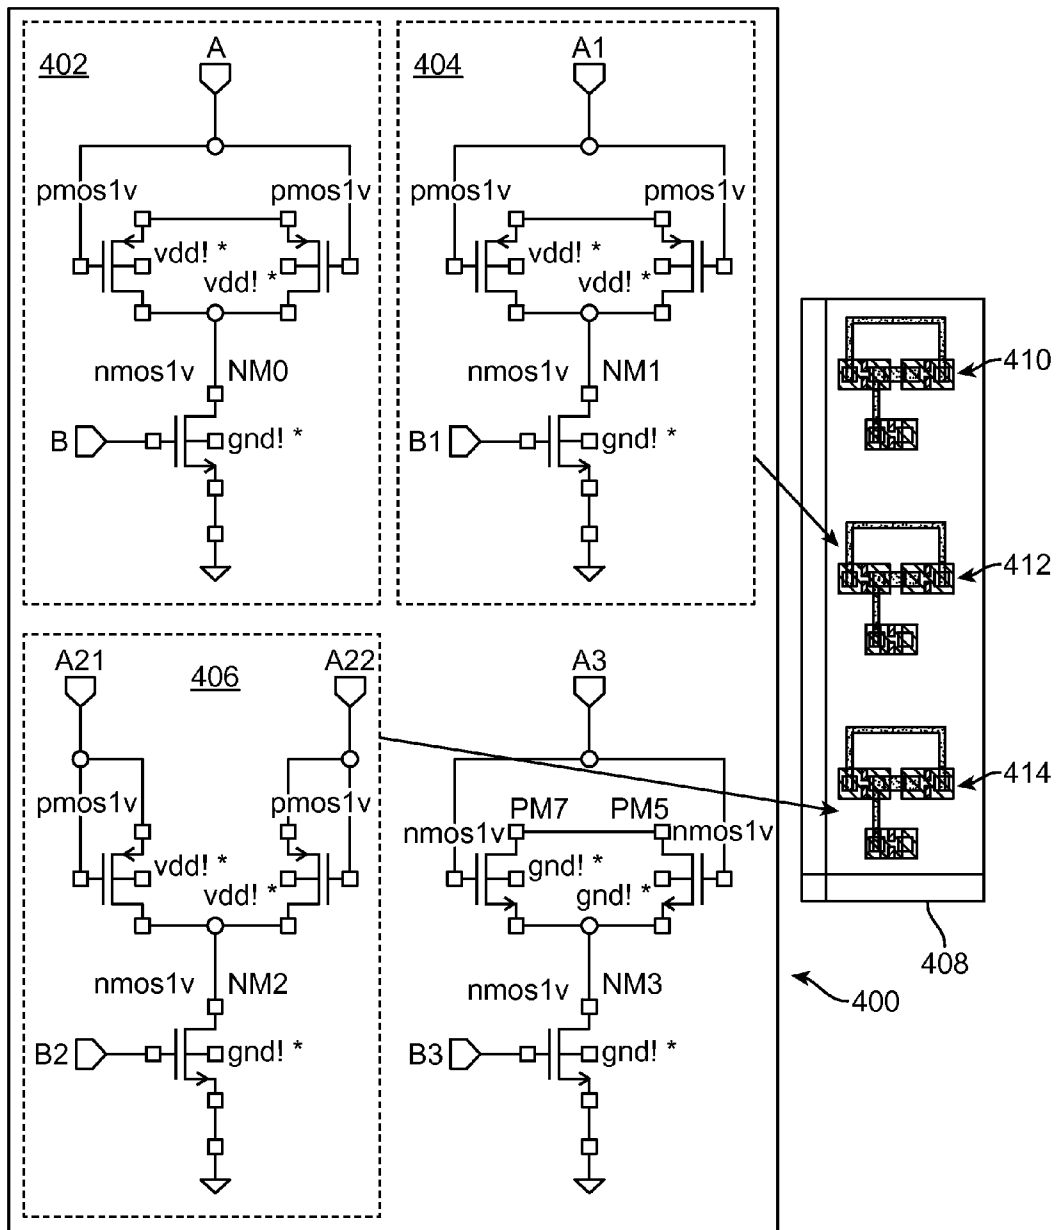 402
A
pmos1v
pmos1v
vdd! *
vdd! *
nmos1v
NM0
B
gnd! *
404
A1
pmos1v
pmos1v
vdd! *
vdd! *
nmos1v
NM1
B1
gnd! *
A21
406
A22
pmos1v
pmos1v
vdd! *
vdd! *
nmos1v
NM2
B2
gnd! *
A3
PM7
PM5
nmos1v
nmos1v
gnd! *
gnd! *
nmos1v
NM3
B3
gnd! *
410
412
414
408
400